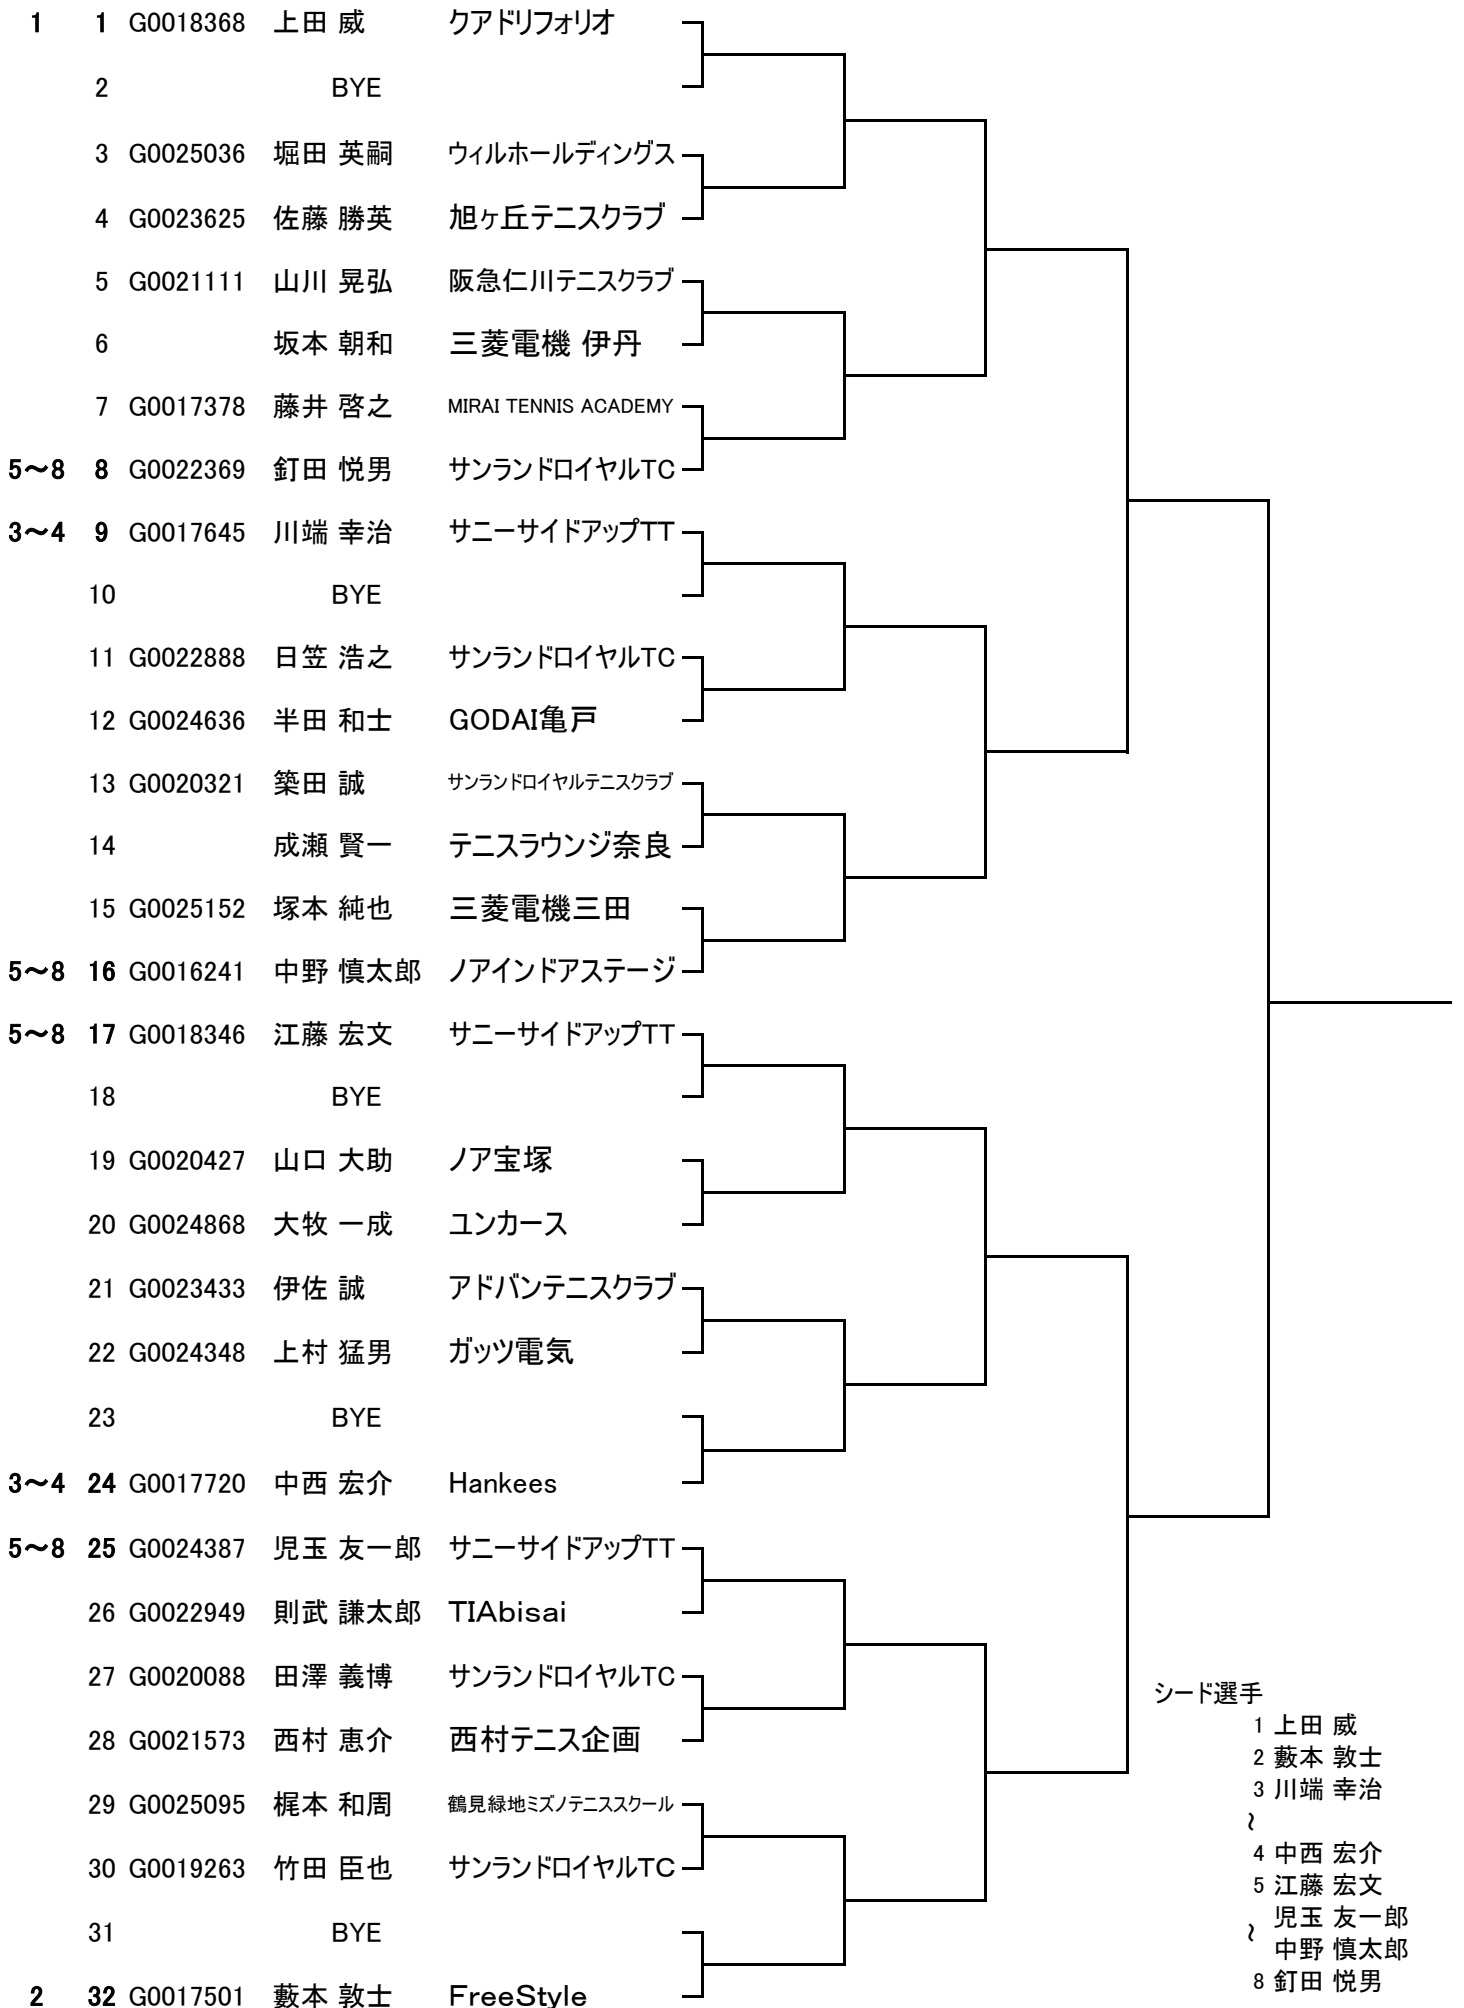 1 1 G0018368 上田 威 クアドリフォリオ
2 BYE
3 G0025036 堀田 英嗣 ウィルホールディングス
4 G0023625 佐藤 勝英 旭ヶ丘テニスクラブ
5 G0021111 山川 晃弘 阪急仁川テニスクラブ
6 坂本 朝和 三菱電機 伊丹
7 G0017378 藤井 啓之 MIRAI TENNIS ACADEMY
5～8 8 G0022369 釘田 悦男 サンランドロイヤルTC
3～4 9 G0017645 川端 幸治 サニーサイドアップTT
10 BYE
11 G0022888 日笠 浩之 サンランドロイヤルTC
12 G0024636 半田 和士 GODAI亀戸
13 G0020321 築田 誠 サンランドロイヤルテニスクラブ
14 成瀬 賢一 テニスラウンジ奈良
15 G0025152 塚本 純也 三菱電機三田
5～8 16 G0016241 中野 慎太郎 ノアインドアステージ
5～8 17 G0018346 江藤 宏文 サニーサイドアップTT
18 BYE
19 G0020427 山口 大助 ノア宝塚
20 G0024868 大牧 一成 ユンカース
21 G0023433 伊佐 誠 アドバンテニスクラブ
22 G0024348 上村 猛男 ガッツ電気
23 BYE
3～4 24 G0017720 中西 宏介 Hankees
5～8 25 G0024387 児玉 友一郎 サニーサイドアップTT
26 G0022949 則武 謙太郎 TIAbisai
27 G0020088 田澤 義博 サンランドロイヤルTC
28 G0021573 西村 恵介 西村テニス企画
29 G0025095 梶本 和周 鶴見緑地ミズノテニススクール
30 G0019263 竹田 臣也 サンランドロイヤルTC
31 BYE
2 32 G0017501 藪本 敦士 FreeStyle
シード選手
1 上田 威
2 藪本 敦士
3 川端 幸治
～
4 中西 宏介
5 江藤 宏文
児玉 友一郎
～
中野 慎太郎
8 釘田 悦男